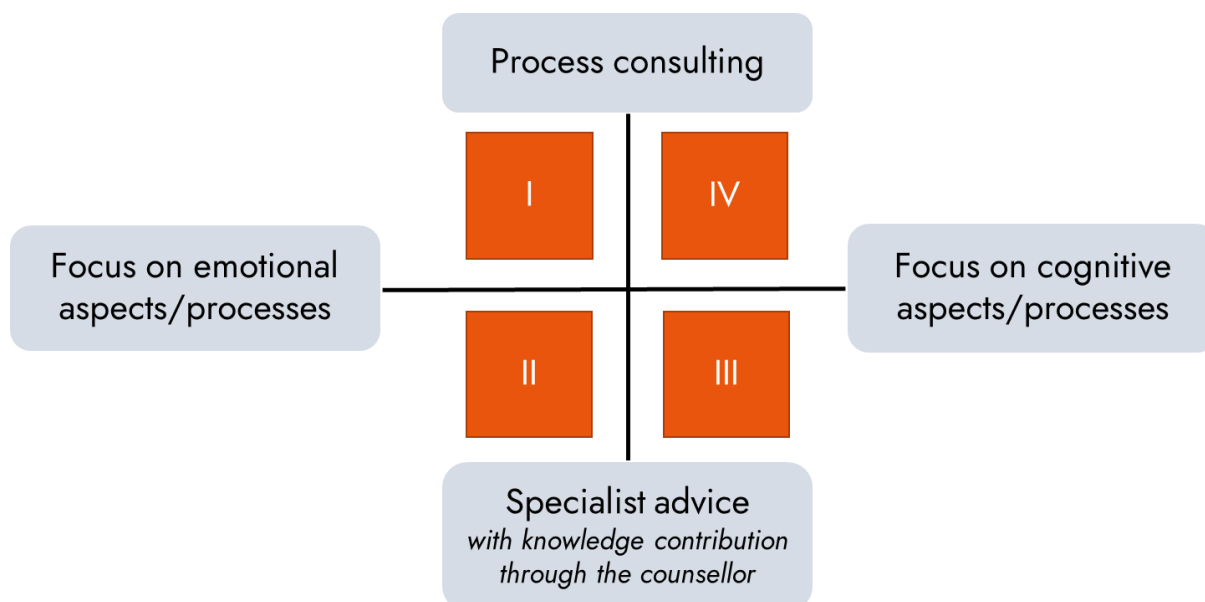 Process consulting
I
IV
Focus on emotional
aspects/processes
Focus on cognitive
aspects/processes
II
III
Specialist advice
with knowledge contribution
through the counsellor